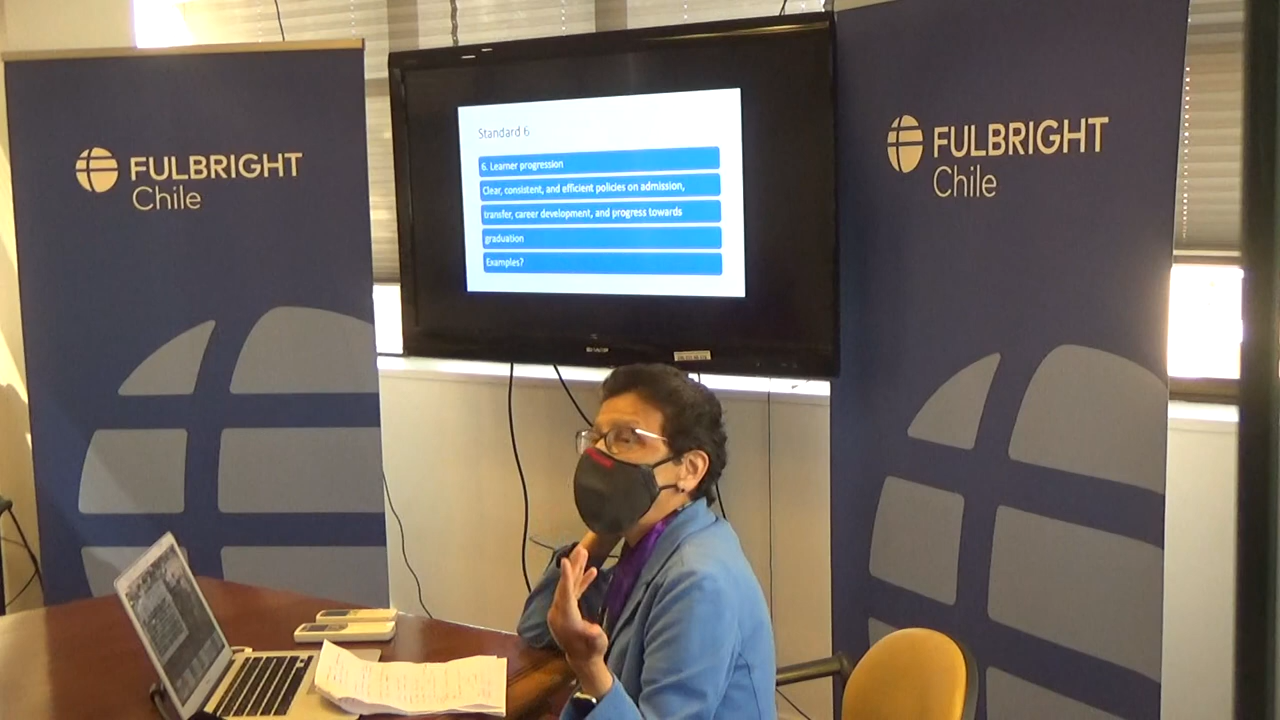 FULBRIGHT
Chile
Standard 6
6. Learner progression
Clear, consistent, and efficient policies on admission,
transfer, career development, and progress towards
graduation
Examples?
SHARP
FULBRIGHT
Chile